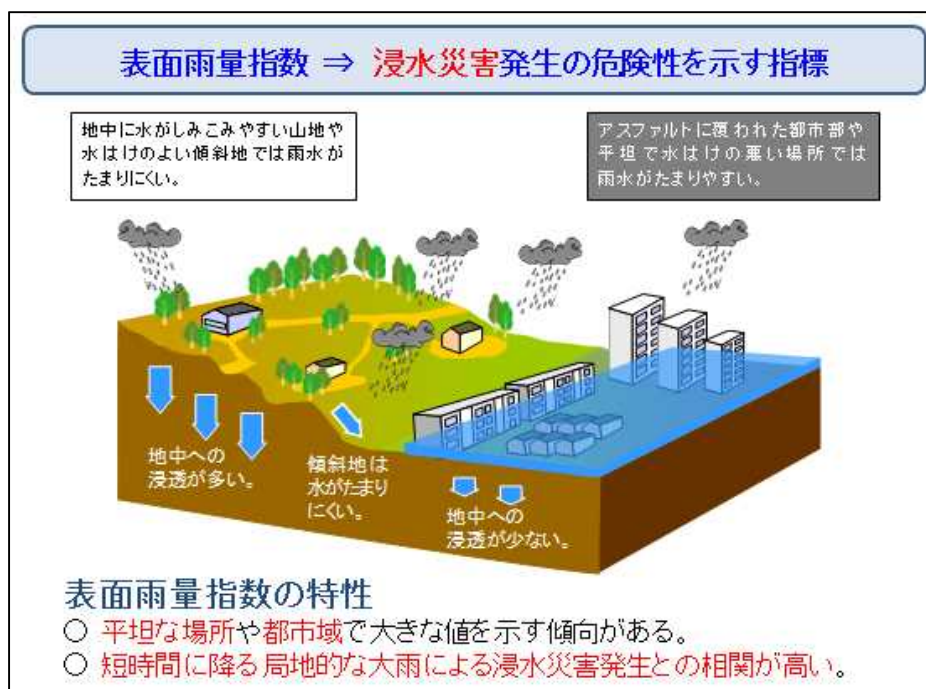 表面雨量指数 ⇒ 浸水災害発生の危険性を示す指標
地中に水がしみこみやすい山地や
水はけのよい傾斜地では雨水が
たまりにくい。
アスファルトに覆われた都市部や
平坦で水はけの悪い場所では
雨水がたまりやすい。
地中への
浸透が多い。
傾斜地は
水がたまり
にくい。
地中への
浸透が少ない。
表面雨量指数の特性
○ 平坦な場所や都市域で大きな値を示す傾向がある。
○ 短時間に降る局地的な大雨による浸水災害発生との相関が高い。